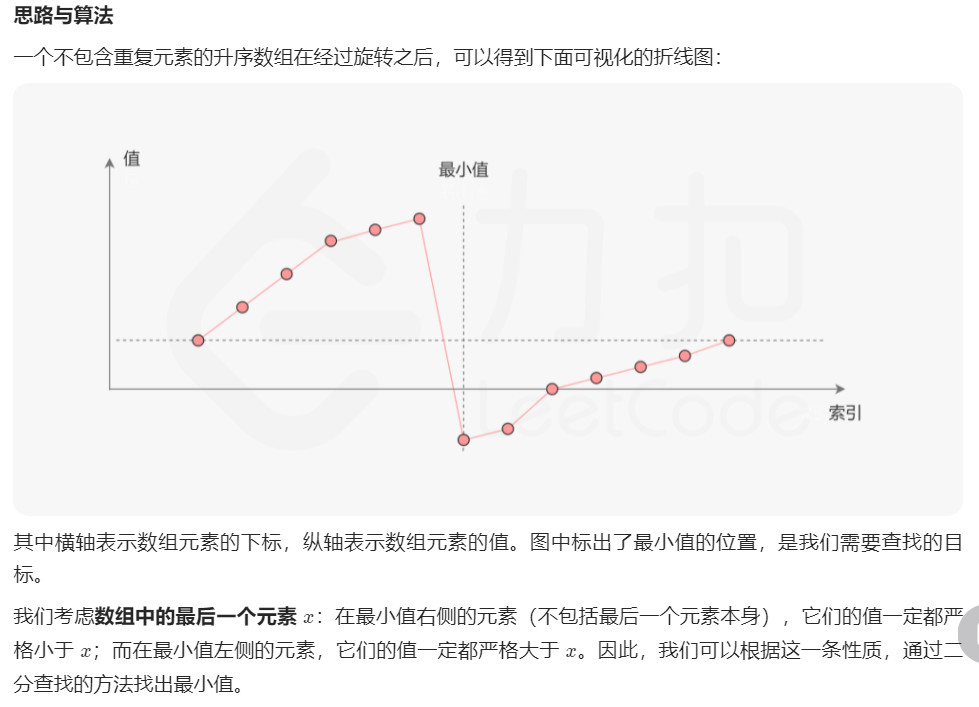 思路与算法
一个不包含重复元素的升序数组在经过旋转之后，可以得到下面可视化的折线图：
值
最小值
力扣
LeetCode
索引
其中横轴表示数组元素的下标，纵轴表示数组元素的值。图中标出了最小值的位置，是我们需要查找的目
标。
我们考虑数组中的最后一个元素 x：在最小值右侧的元素（不包括最后一个元素本身），它们的值一定都严
格小于 x；而在最小值左侧的元素，它们的值一定都严格大于 x。因此，我们可以根据这一条性质，通过二
分查找的方法找出最小值。